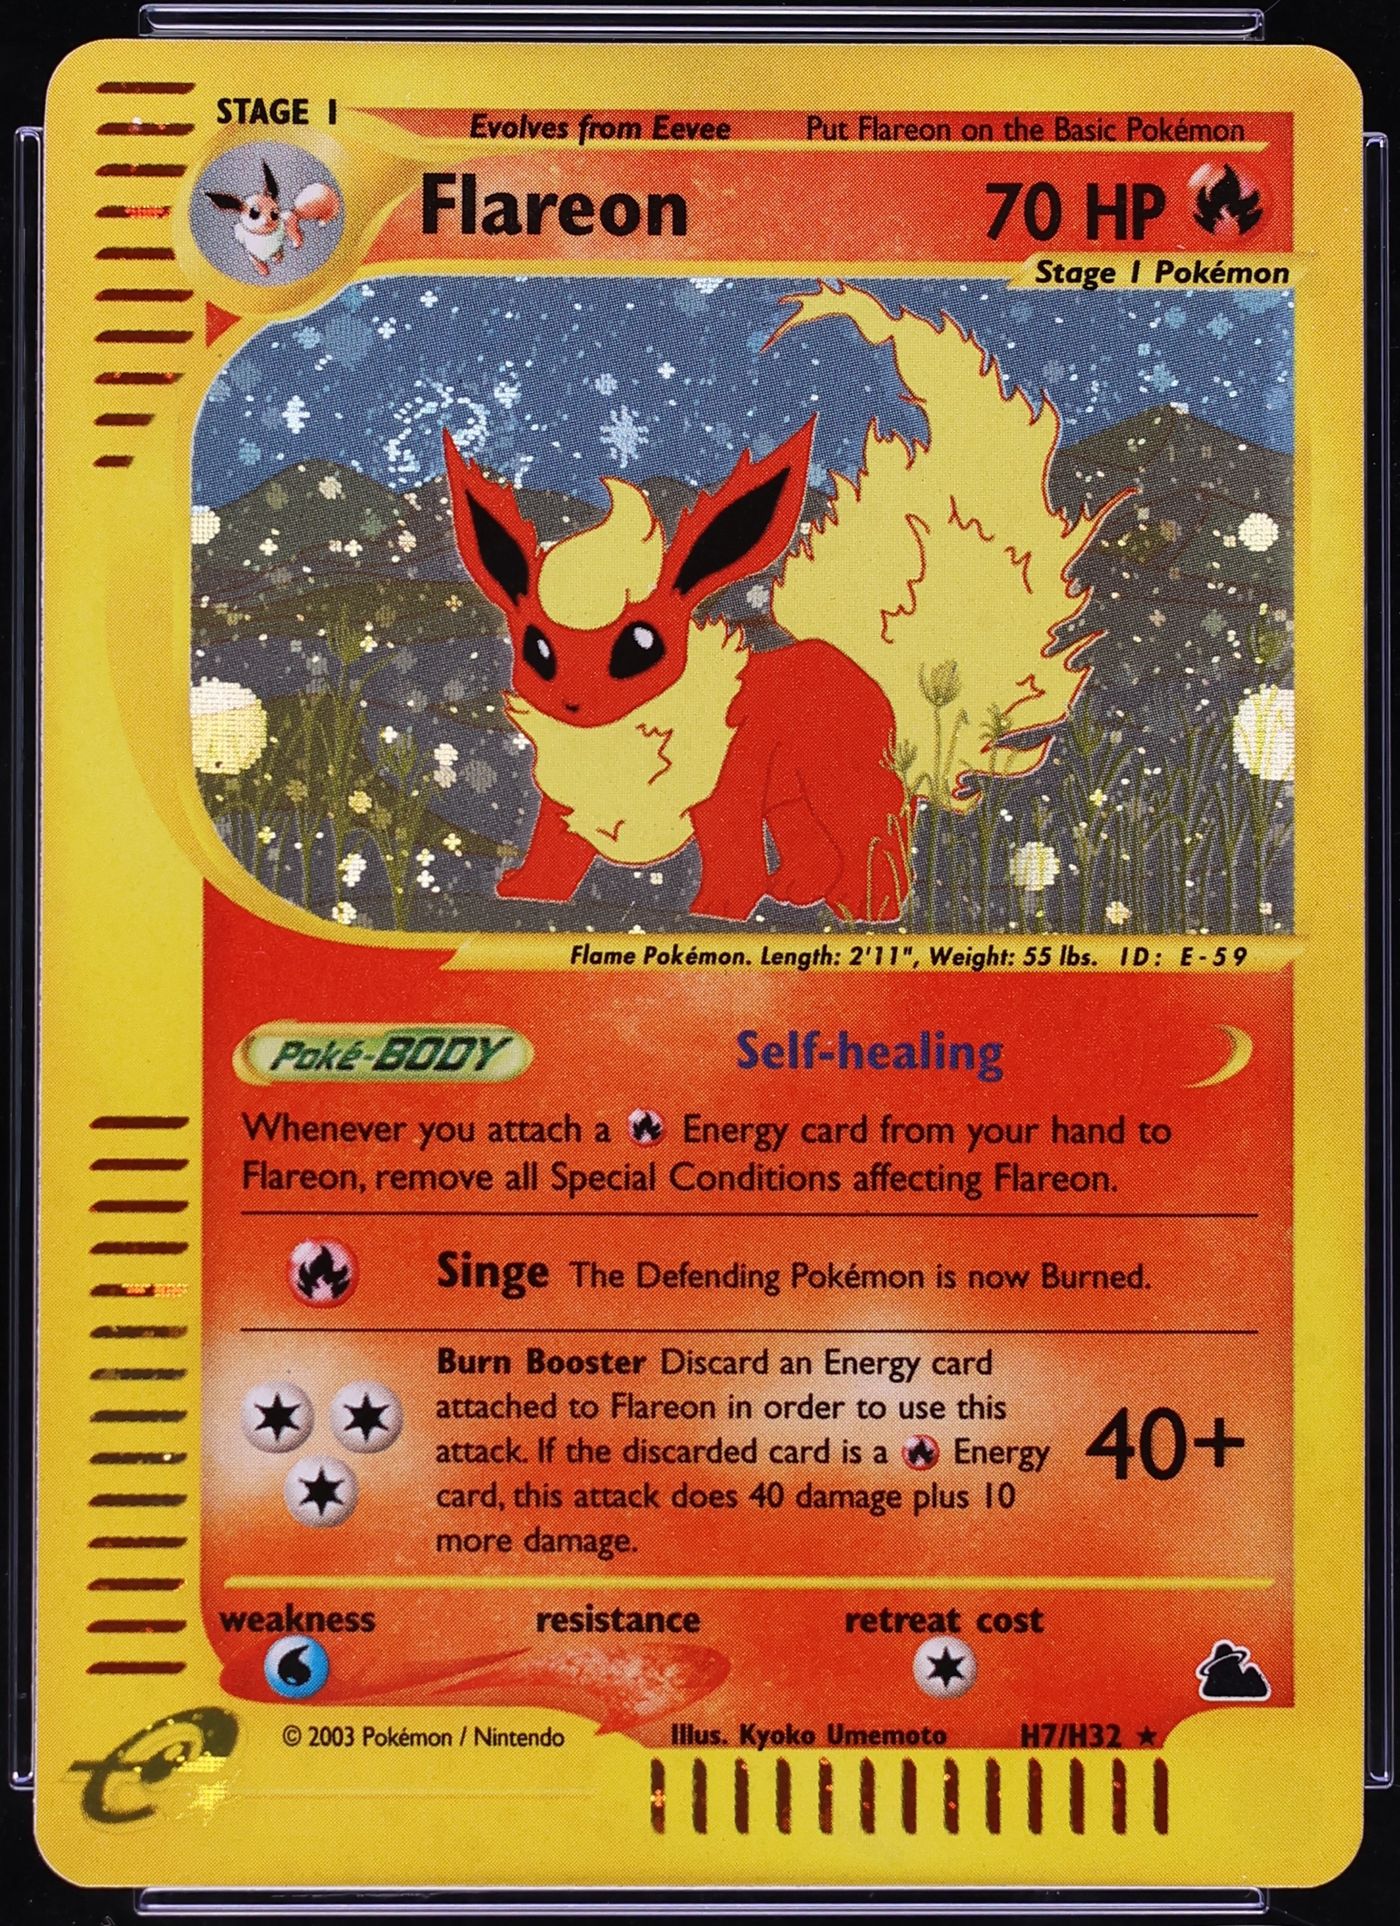 STAGE 1
Evolves from Eevee Put Flareon on the Basic Pokémon
Flareon 70 HP
Stage 1 Pokémon
Flame Pokémon. Length: 2'11", Weight: 55 lbs. ID: E-59
Poké-BODY Self-healing
Whenever you attach a Energy card from your hand to
Flareon, remove all Special Conditions affecting Flareon.
Singe The Defending Pokémon is now Burned.
Burn Booster Discard an Energy card
attached to Flareon in order to use this
attack. If the discarded card is a Energy
card, this attack does 40 damage plus 10
more damage.
40+
weakness resistance retreat cost
e
© 2003 Pokémon / Nintendo Illus. Kyoko Umemoto H7/H32 ★